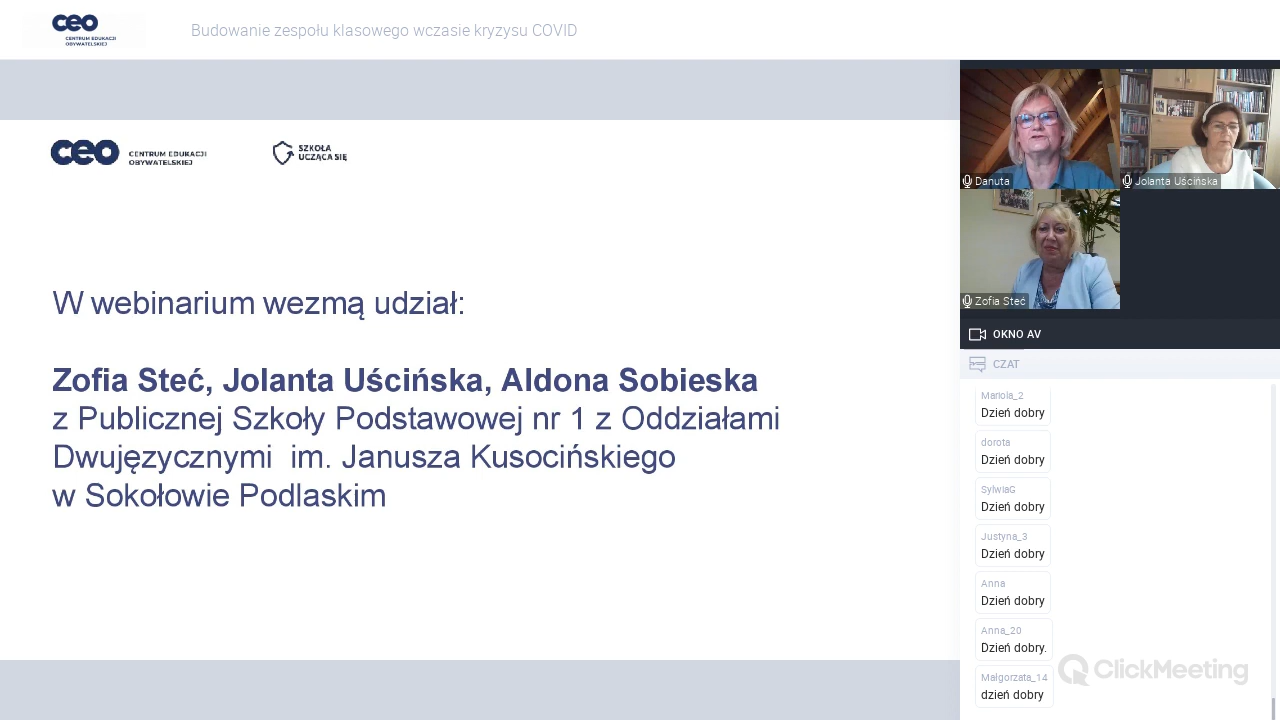 ceo
CENTRUM EDUKACJI
OBYWATELSKIEJ
Budowanie zespołu klasowego wczasie kryzysu COVID
ceo
CENTRUM EDUKACJI
OBYWATELSKIEJ
SZKOŁA
UCZĄCA SIĘ
W webinarium wezmą udział:
Zofia Steć, Jolanta Uścińska, Aldona Sobieska
z Publicznej Szkoły Podstawowej nr 1 z Oddziałami
Dwujęzycznymi im. Janusza Kusocińskiego
w Sokołowie Podlaskim
Danuta
Jolanta Uścińska
Zofia Steć
OKNO AV
CZAT
Mariola_2
Dzień dobry
dorota
Dzień dobry
SylwiaG
Dzień dobry
Justyna_3
Dzień dobry
Anna
Dzień dobry
Anna_20
Dzień dobry.
Małgorzata_14
dzień dobry
ClickMeeting